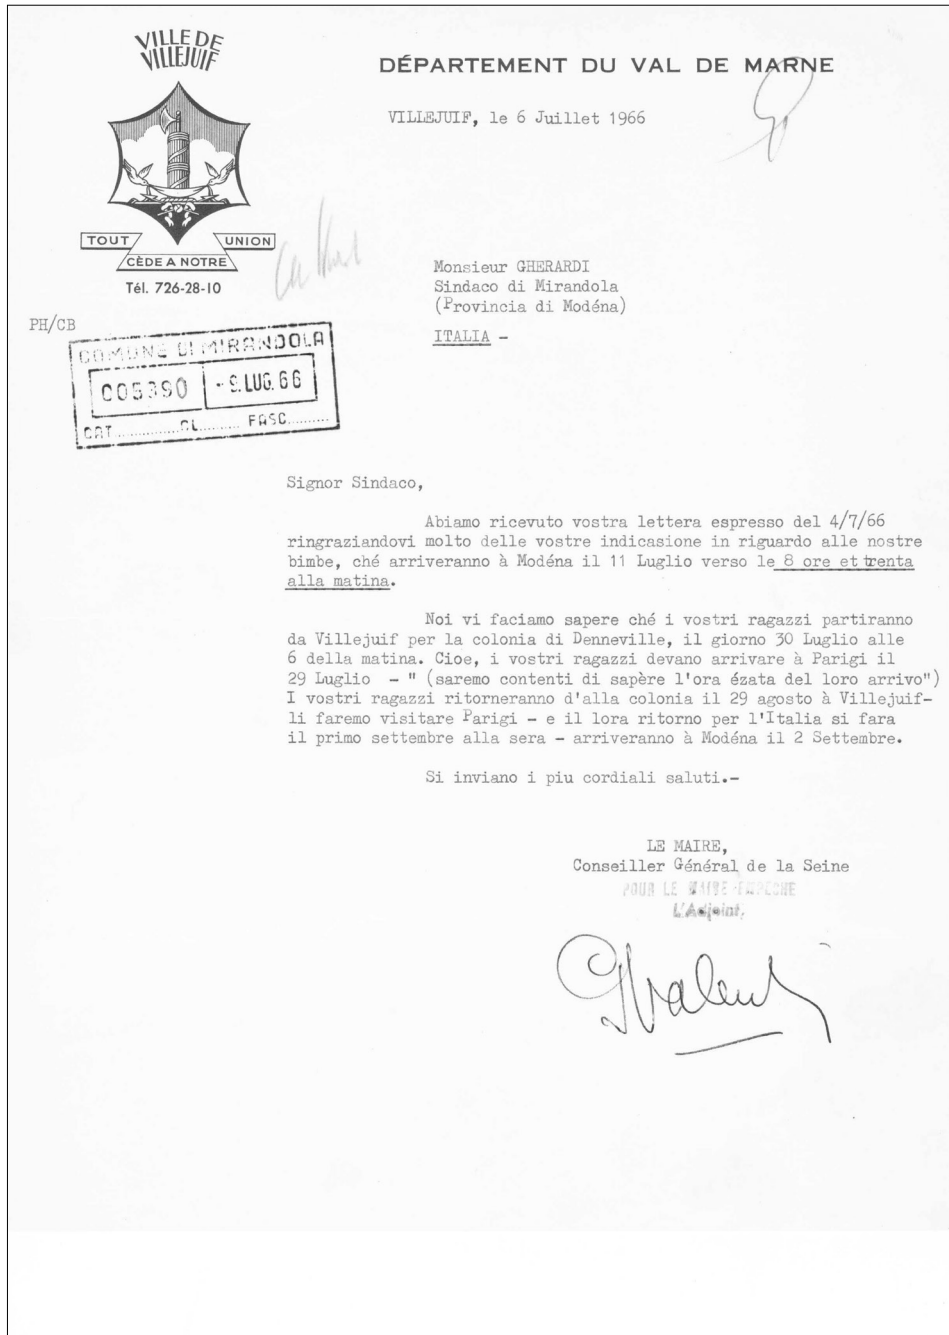 VILLE DE
VILLEJUIF
DÉPARTEMENT DU VAL DE MARNE
VILLEJUIF, le 6 Juillet 1966
TOUT CÈDE A NOTRE UNION
Tél. 726-28-10
Monsieur GHERARDI
Sindaco di Mirandola
(Provincia di Modéna)
ITALIA -
PH/CB
COMUNE DI MIRANDOLA
005390 - 9. LUG. 66
CAT.............CL......... FASC..........
Signor Sindaco,
Abiamo ricevuto vostra lettera espresso del 4/7/66
ringraziandovi molto delle vostre indicasione in riguardo alle nostre
bimbe, ché arriveranno à Modéna il 11 Luglio verso le 8 ore et trenta
alla matina.
Noi vi faciamo sapere ché i vostri ragazzi partiranno
da Villejuif per la colonia di Denneville, il giorno 30 Luglio alle
6 della matina. Cioe, i vostri ragazzi devano arrivare à Parigi il
29 Luglio - " (saremo contenti di sapère l'ora ézata del loro arrivo")
I vostri ragazzi ritorneranno d'alla colonia il 29 agosto à Villejuif-
li faremo visitare Parigi - e il lora ritorno per l'Italia si fara
il primo settembre alla sera - arriveranno à Modéna il 2 Settembre.
Si inviano i piu cordiali saluti.-
LE MAIRE,
Conseiller Général de la Seine
POUR LE MAIRE EMPECHE
L'Adjoint,